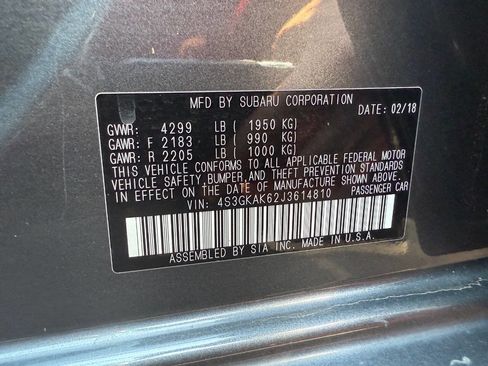 MFD BY SUBARU CORPORATION
DATE: 02/18
GVWR: 4299 LB ( 1950 KG)
GAWR: F 2183 LB ( 990 KG)
GAWR: R 2205 LB ( 1000 KG)
THIS VEHICLE CONFORMS TO ALL APPLICABLE FEDERAL MOTOR
VEHICLE SAFETY, BUMPER, AND THEFT PREVENTION STANDARDS
IN EFFECT ON THE DATE OF MANUFACTURE SHOWN ABOVE.
VIN: 4S3GKAK62J3614810 PASSENGER CAR
ASSEMBLED BY SIA INC. MADE IN U.S.A.